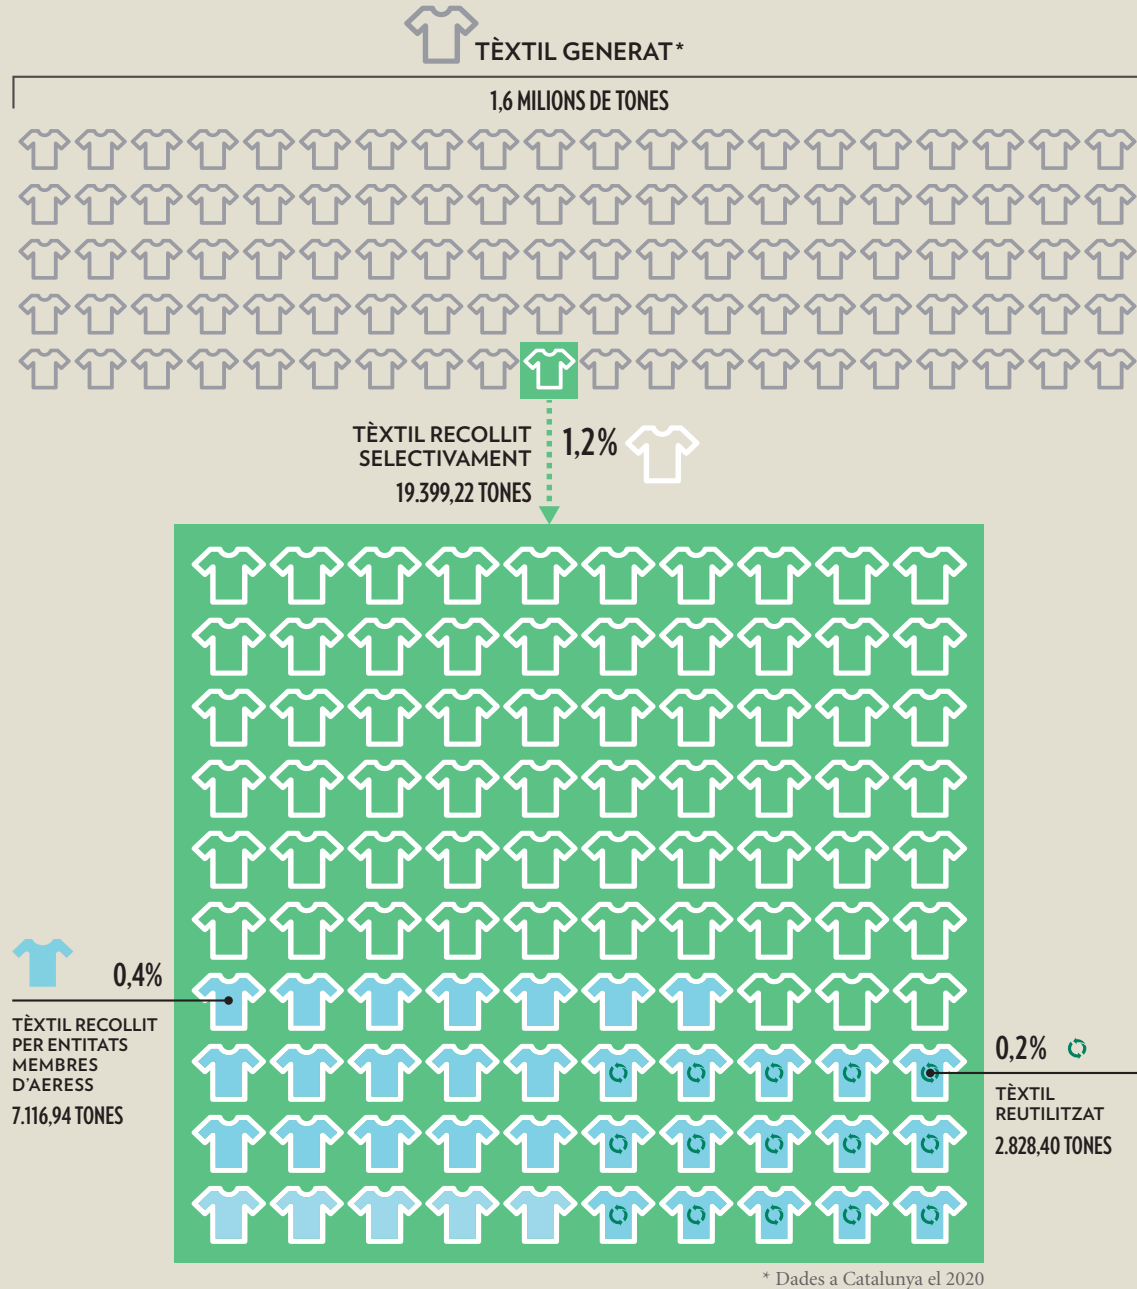 TÈXTIL GENERAT*
1,6 MILIONS DE TONES
TÈXTIL RECOLLIT
SELECTIVAMENT
19.399,22 TONES
1,2%
0,4%
TÈXTIL RECOLLIT
PER ENTITATS
MEMBRES
D'AERESS
7.116,94 TONES
0,2%
TÈXTIL
REUTILITZAT
2.828,40 TONES
* Dades a Catalunya el 2020